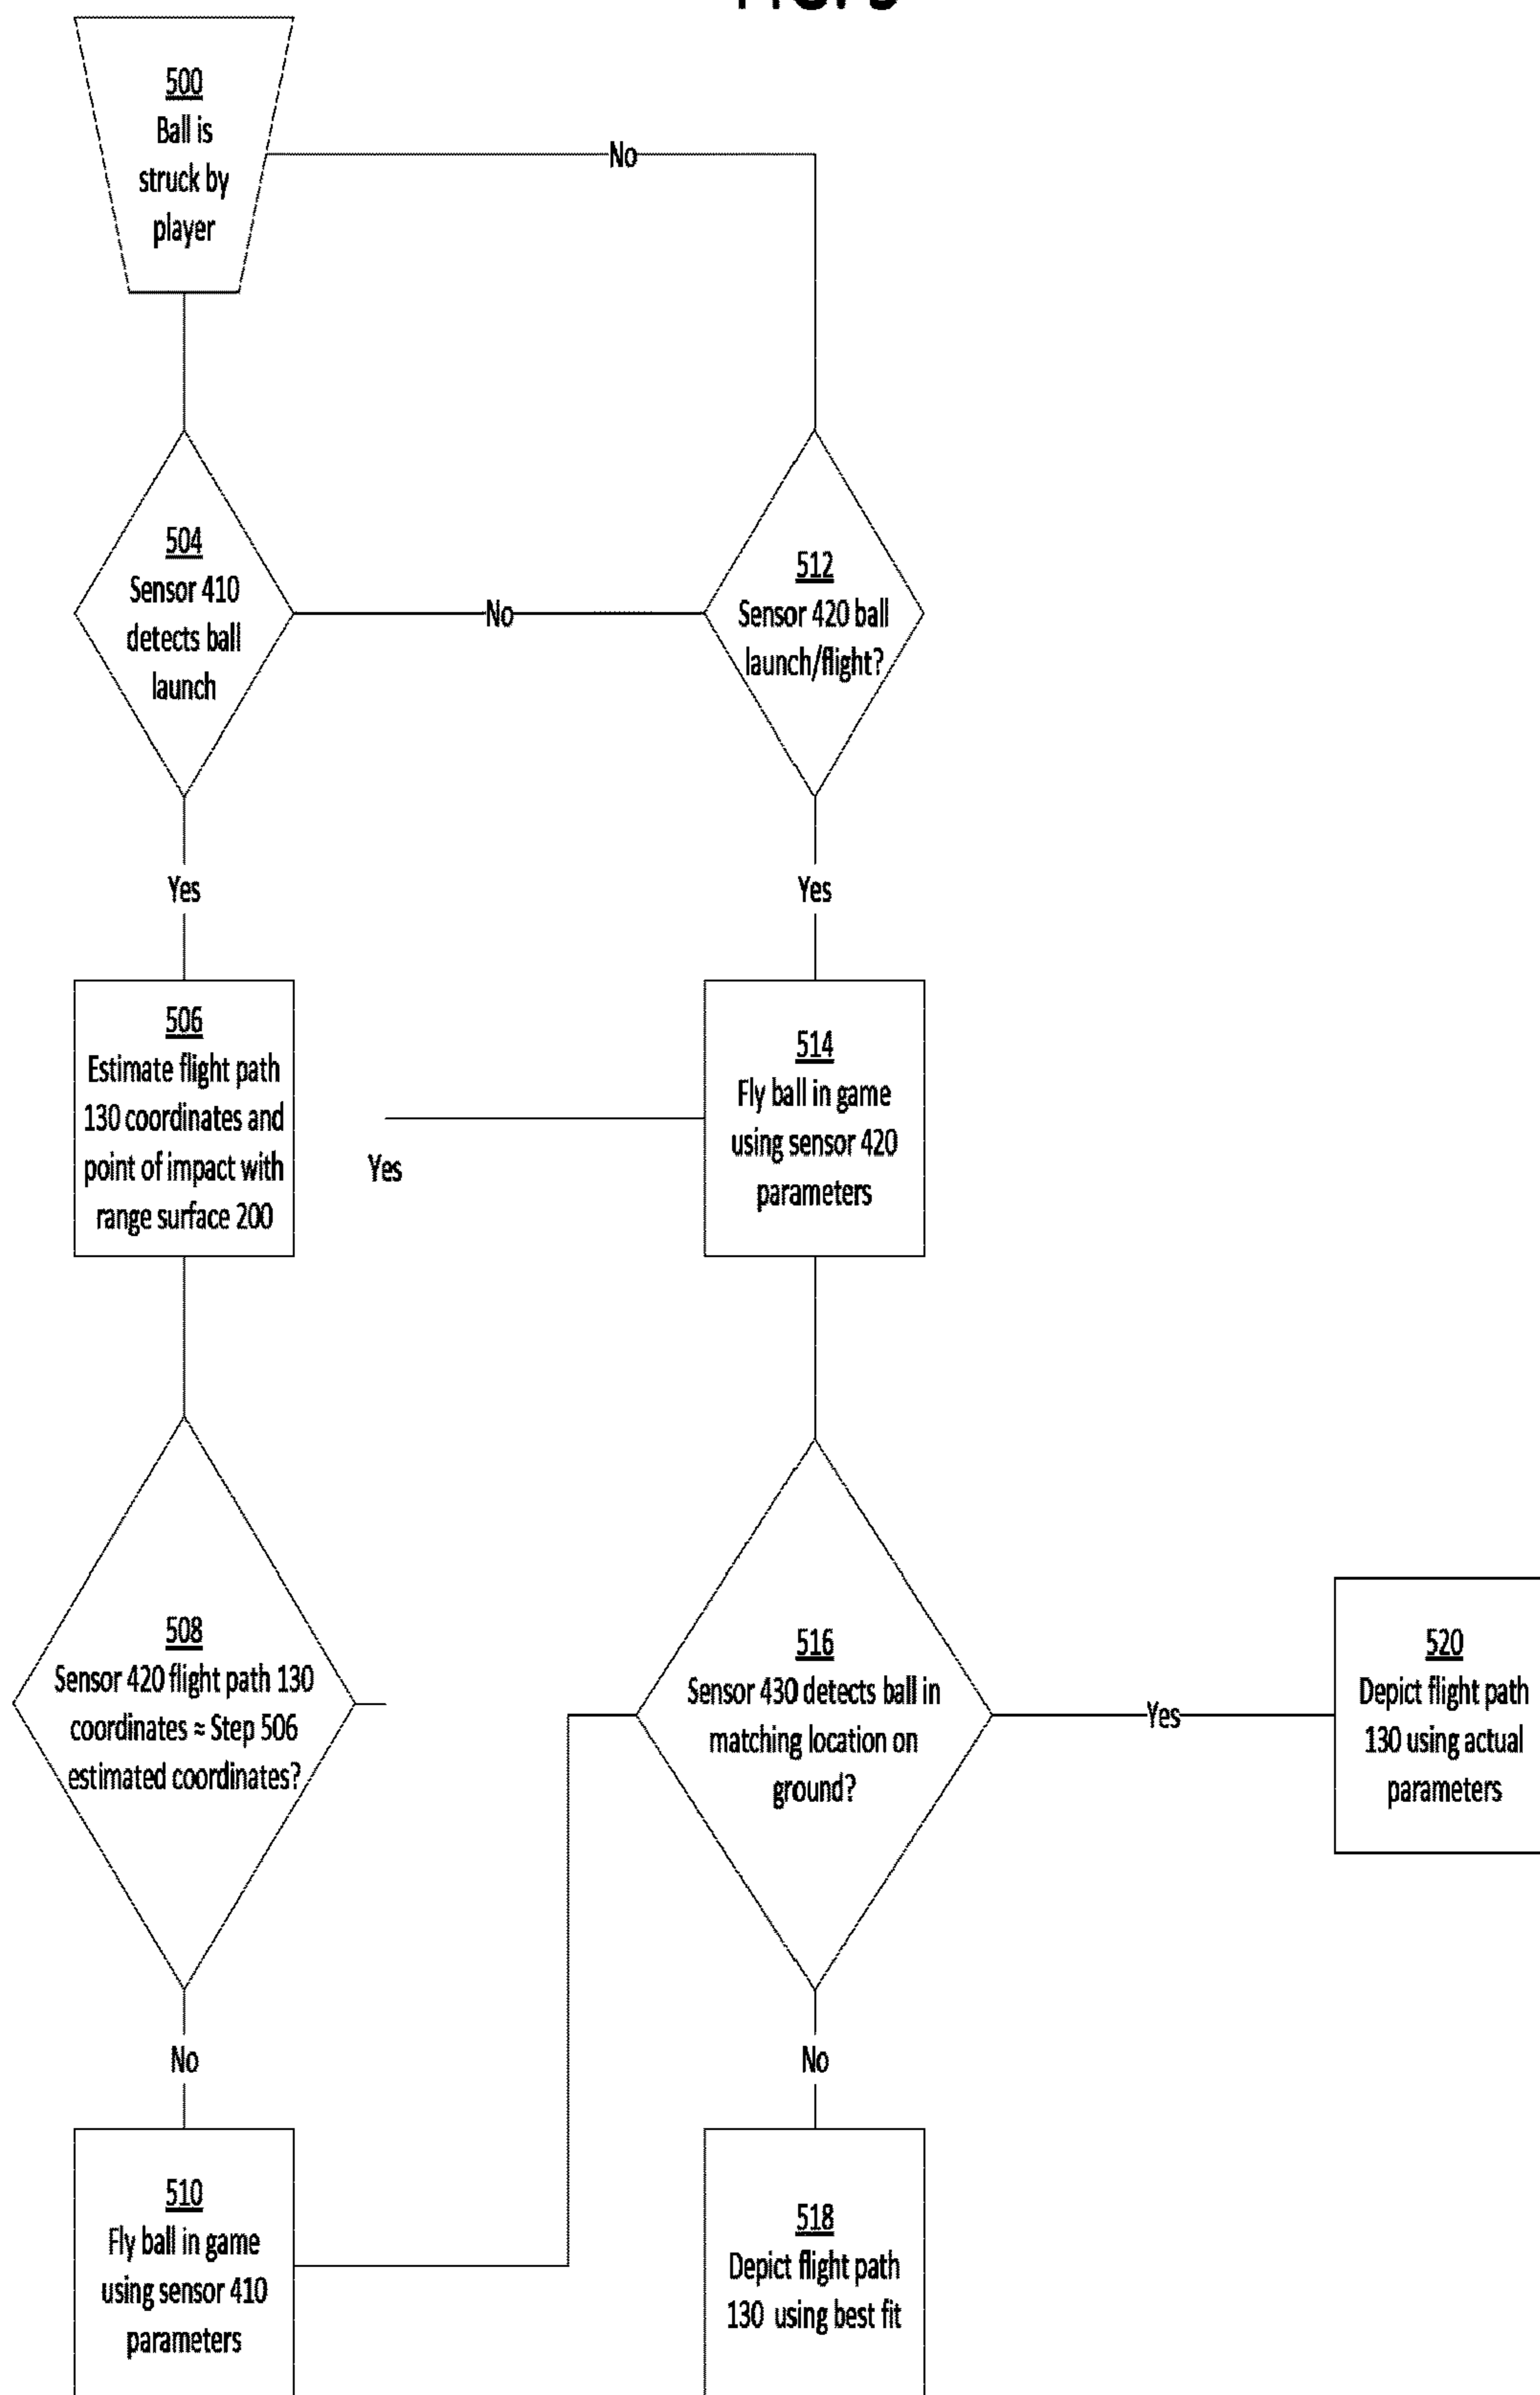 500
Ball is
struck by
player
No
504
Sensor 410
detects ball
launch
No
512
Sensor 420 ball
launch/flight?
Yes
Yes
506
Estimate flight path
130 coordinates and
point of impact with
range surface 200
Yes
514
Fly ball in game
using sensor 420
parameters
508
Sensor 420 flight path 130
coordinates ≈ Step 506
estimated coordinates?
516
Sensor 430 detects ball in
matching location on
ground?
Yes
520
Depict flight path
130 using actual
parameters
No
No
510
Fly ball in game
using sensor 410
parameters
518
Depict flight path
130 using best fit